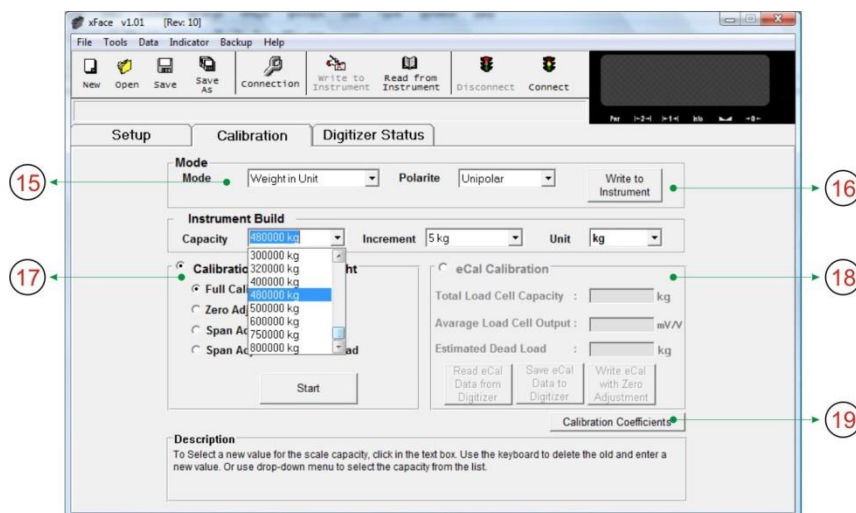 xFace v1.01 [Rev: 10]
File Tools Data Indicator Backup Help
New Open Save Save As Connection Write to Instrument Read from Instrument Disconnect Connect
Pwr |←2→| |←1→| Info →0←
Setup Calibration Digitizer Status
Mode
15 Mode Weight in Unit Polarite Unipolar Write to Instrument 16
Instrument Build
Capacity 480000 kg Increment 5 kg Unit kg
300000 kg
320000 kg
400000 kg
480000 kg
500000 kg
600000 kg
750000 kg
800000 kg
17 Calibratio ht
Full Cali
Zero Adj
Span Adj
Span Adj ad
Start
eCal Calibration 18
Total Load Cell Capacity : kg
Avarage Load Cell Output : mV/V
Estimated Dead Load : kg
Read eCal Data from Digitizer Save eCal Data to Digitizer Write eCal with Zero Adjustment
Calibration Coefficients 19
Description
To Select a new value for the scale capacity, click in the text box. Use the keyboard to delete the old and enter a
new value. Or use drop-down menu to select the capacity from the list.